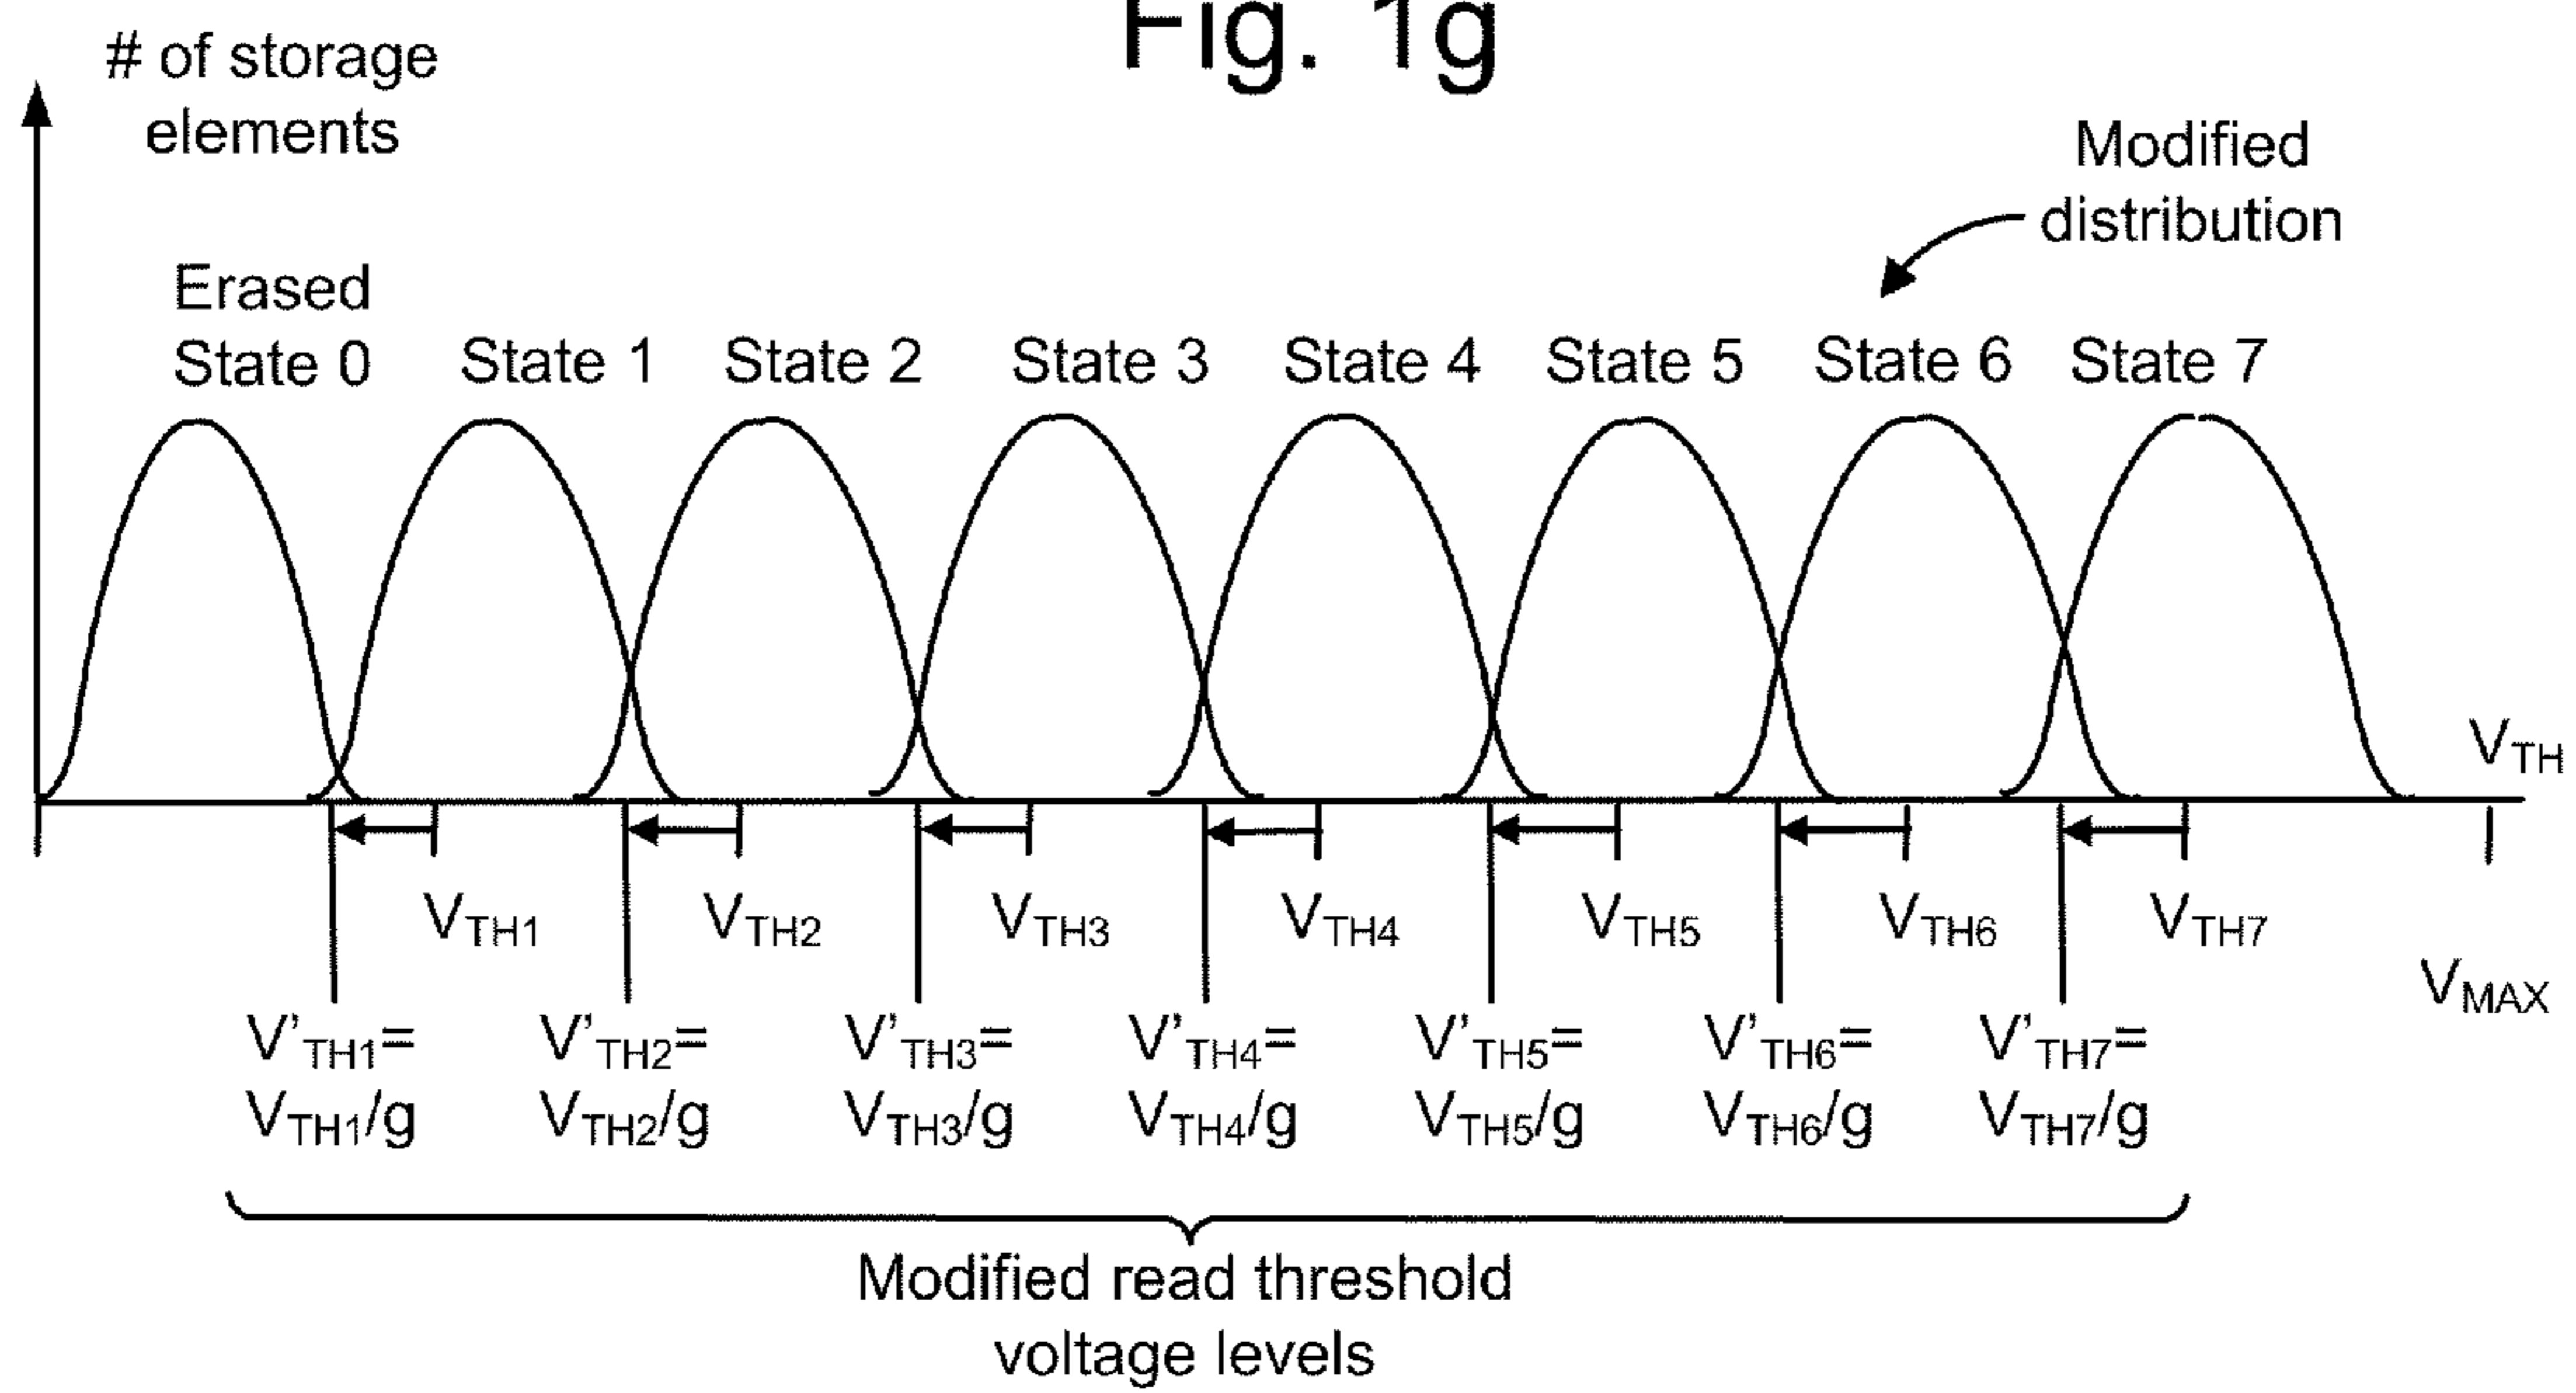 Fig. 1g
# of storage
elements
Modified
distribution
Erased
State 0
State 1
State 2
State 3
State 4
State 5
State 6
State 7
VTH
VTH1
VTH2
VTH3
VTH4
VTH5
VTH6
VTH7
VMAX
V’TH1=
VTH1/g
V’TH2=
VTH2/g
V’TH3=
VTH3/g
V’TH4=
VTH4/g
V’TH5=
VTH5/g
V’TH6=
VTH6/g
V’TH7=
VTH7/g
Modified read threshold
voltage levels